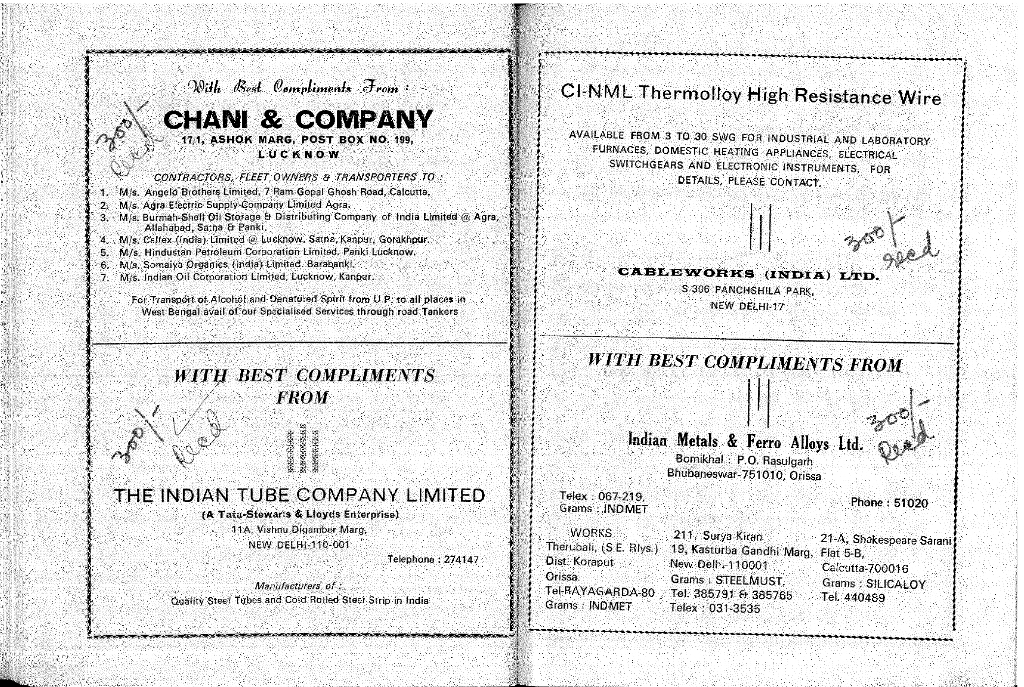 With Best Compliments From :
300/-
Recd
CHANI & COMPANY
17/1, ASHOK MARG, POST BOX NO. 199,
LUCKNOW
CONTRACTORS, FLEET OWNERS & TRANSPORTERS TO :
1. M/s. Angelo Brothers Limited, 7 Ram Gopal Ghosh Road, Calcutta.
2. M/s. Agra Electric Supply Company Limited Agra.
3. M/s. Burmah-Shell Oil Storage & Distributing Company of India Limited @ Agra,
Allahabad, Satna & Panki.
4. M/s. Caltex (India) Limited @ Lucknow, Satna, Kanpur, Gorakhpur.
5. M/s. Hindustan Petroleum Corporation Limited, Panki Lucknow.
6. M/s. Somaiya Organics (India) Limited. Barabanki.
7. M/s. Indian Oil Corporation Limited, Lucknow, Kanpur.
For Transport of Alcohol and Denatured Spirit from U.P. to all places in
West Bengal avail of our Specialised Services through road Tankers
WITH BEST COMPLIMENTS
FROM
300/-
Recd
THE INDIAN TUBE COMPANY LIMITED
(A Tata-Stewarts & Lloyds Enterprise)
11A, Vishnu Digamber Marg,
NEW DELHI-110-001
Telephone : 274147
Manufacturers of :
Quality Steel Tubes and Cold Rolled Steel Strip in India
CI-NML Thermolloy High Resistance Wire
AVAILABLE FROM 3 TO 30 SWG FOR INDUSTRIAL AND LABORATORY
FURNACES, DOMESTIC HEATING APPLIANCES, ELECTRICAL
SWITCHGEARS AND ELECTRONIC INSTRUMENTS, FOR
DETAILS, PLEASE CONTACT.
300/-
Recd
CABLEWORKS (INDIA) LTD.
S 396 PANCHSHILA PARK,
NEW DELHI-17
WITH BEST COMPLIMENTS FROM
300/-
Recd
Indian Metals & Ferro Alloys Ltd.
Bomikhal : P.O. Rasulgarh
Bhubaneswar-751010, Orissa
Telex : 067-219,
Grams : INDMET
Phone : 51020
WORKS
Therubali, (S.E. Rlys.)
Dist. Koraput
Orissa
Tel-RAYAGARDA-80
Grams : INDMET
211, Surya Kiran
19, Kasturba Gandhi Marg,
New Delhi-110001
Grams : STEELMUST,
Tel. 385791 & 385765
Telex : 031-3535
21-A, Shakespeare Sarani
Flat 5-B,
Calcutta-700016
Grams : SILICALOY
Tel. 440489